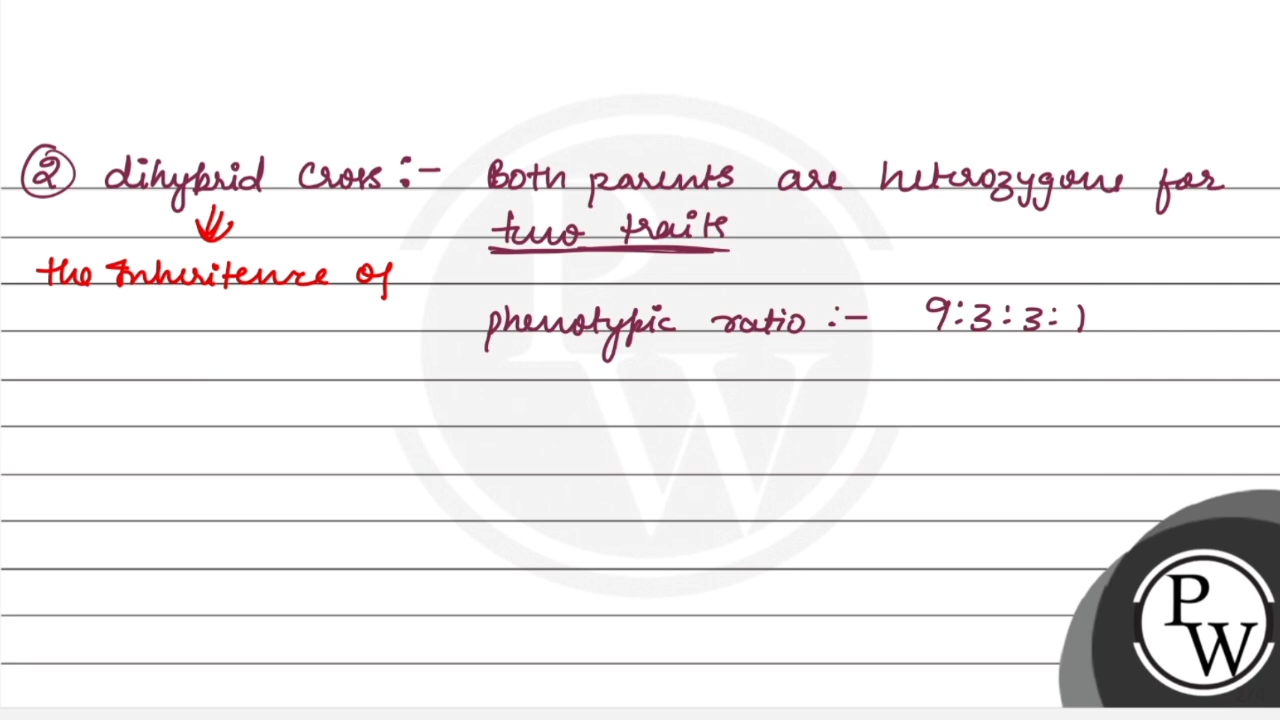 ② dihybrid cross :- Both parents are heterozygous for
two traits
the Inheritence of
phenotypic ratio :- 9:3:3:1
PW
PW